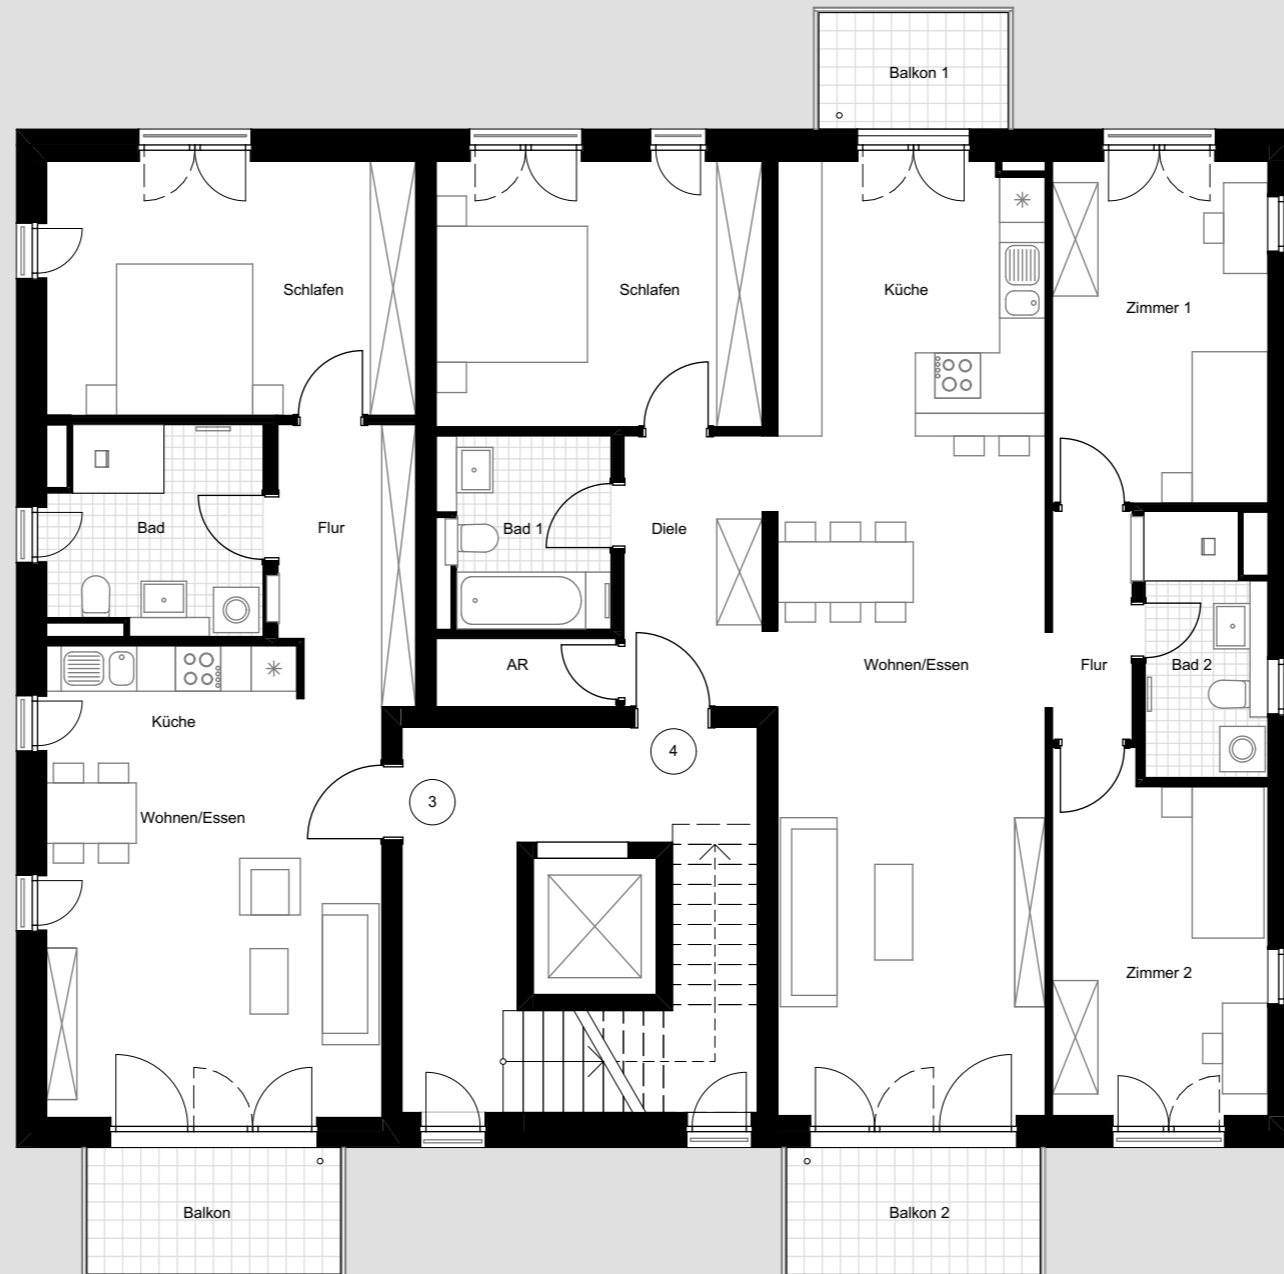 Balkon 1
Schlafen
Schlafen
Küche
Zimmer 1
Bad
Flur
Bad 1
Diele
AR
Wohnen/Essen
Flur
Bad 2
Küche
4
3
Wohnen/Essen
Zimmer 2
Balkon
Balkon 2